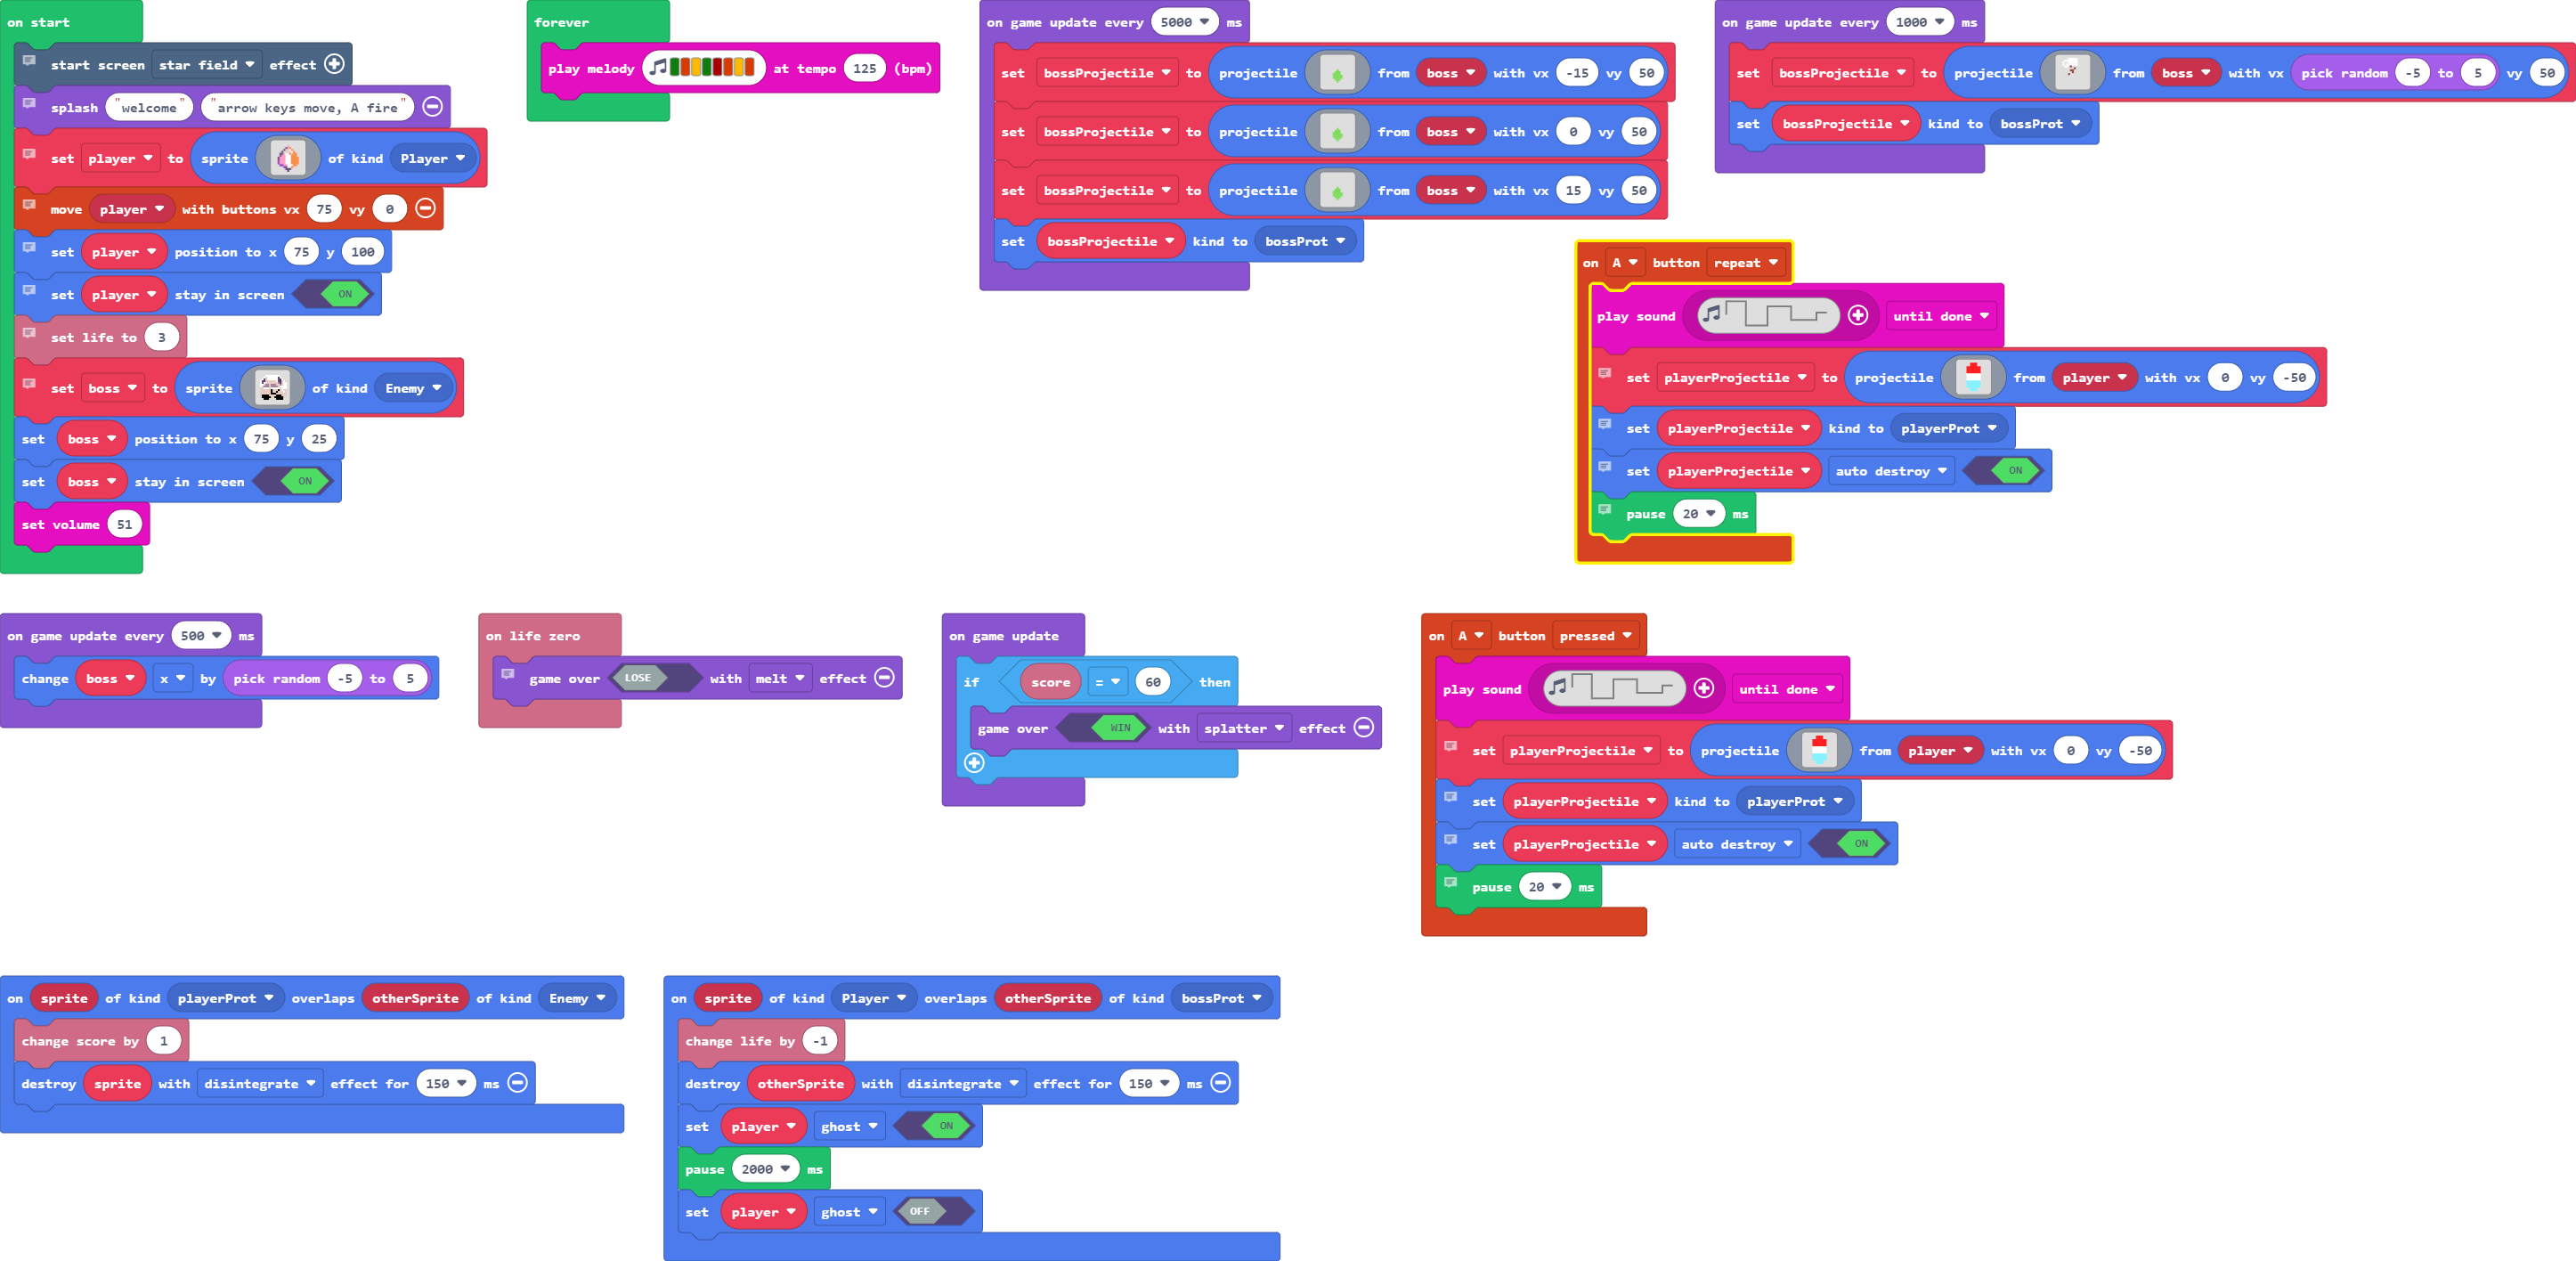 on start
start screen star field effect
splash "welcome" "arrow keys move, A fire"
set player to sprite of kind Player
move player with buttons vx 75 vy 0
set player position to x 75 y 100
set player stay in screen ON
set life to 3
set boss to sprite of kind Enemy
set boss position to x 75 y 25
set boss stay in screen ON
set volume 51
forever
play melody at tempo 125 (bpm)
on game update every 5000 ms
set bossProjectile to projectile from boss with vx -15 vy 50
set bossProjectile to projectile from boss with vx 0 vy 50
set bossProjectile to projectile from boss with vx 15 vy 50
set bossProjectile kind to bossProt
on game update every 1000 ms
set bossProjectile to projectile from boss with vx pick random -5 to 5 vy 50
set bossProjectile kind to bossProt
on A button repeat
play sound until done
set playerProjectile to projectile from player with vx 0 vy -50
set playerProjectile kind to playerProt
set playerProjectile auto destroy ON
pause 20 ms
on game update every 500 ms
change boss x by pick random -5 to 5
on life zero
game over LOSE with melt effect
on game update
if score = 60 then
game over WIN with splatter effect
on A button pressed
play sound until done
set playerProjectile to projectile from player with vx 0 vy -50
set playerProjectile kind to playerProt
set playerProjectile auto destroy ON
pause 20 ms
on sprite of kind playerProt overlaps otherSprite of kind Enemy
change score by 1
destroy sprite with disintegrate effect for 150 ms
on sprite of kind Player overlaps otherSprite of kind bossProt
change life by -1
destroy otherSprite with disintegrate effect for 150 ms
set player ghost ON
pause 2000 ms
set player ghost OFF